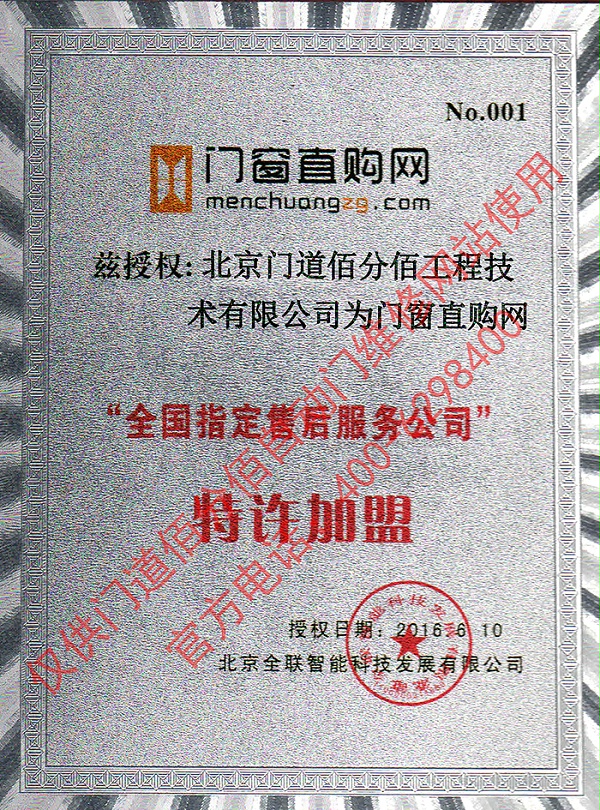 No.001
门窗直购网
menchuangzg.com
兹授权: 北京门道佰分佰工程技
术有限公司为门窗直购网
“全国指定售后服务公司”
特许加盟
授权日期: 2016.6 10
北京全联智能科技发展有限公司
仅供门道佰分佰自动门维修网站使用
官方电话